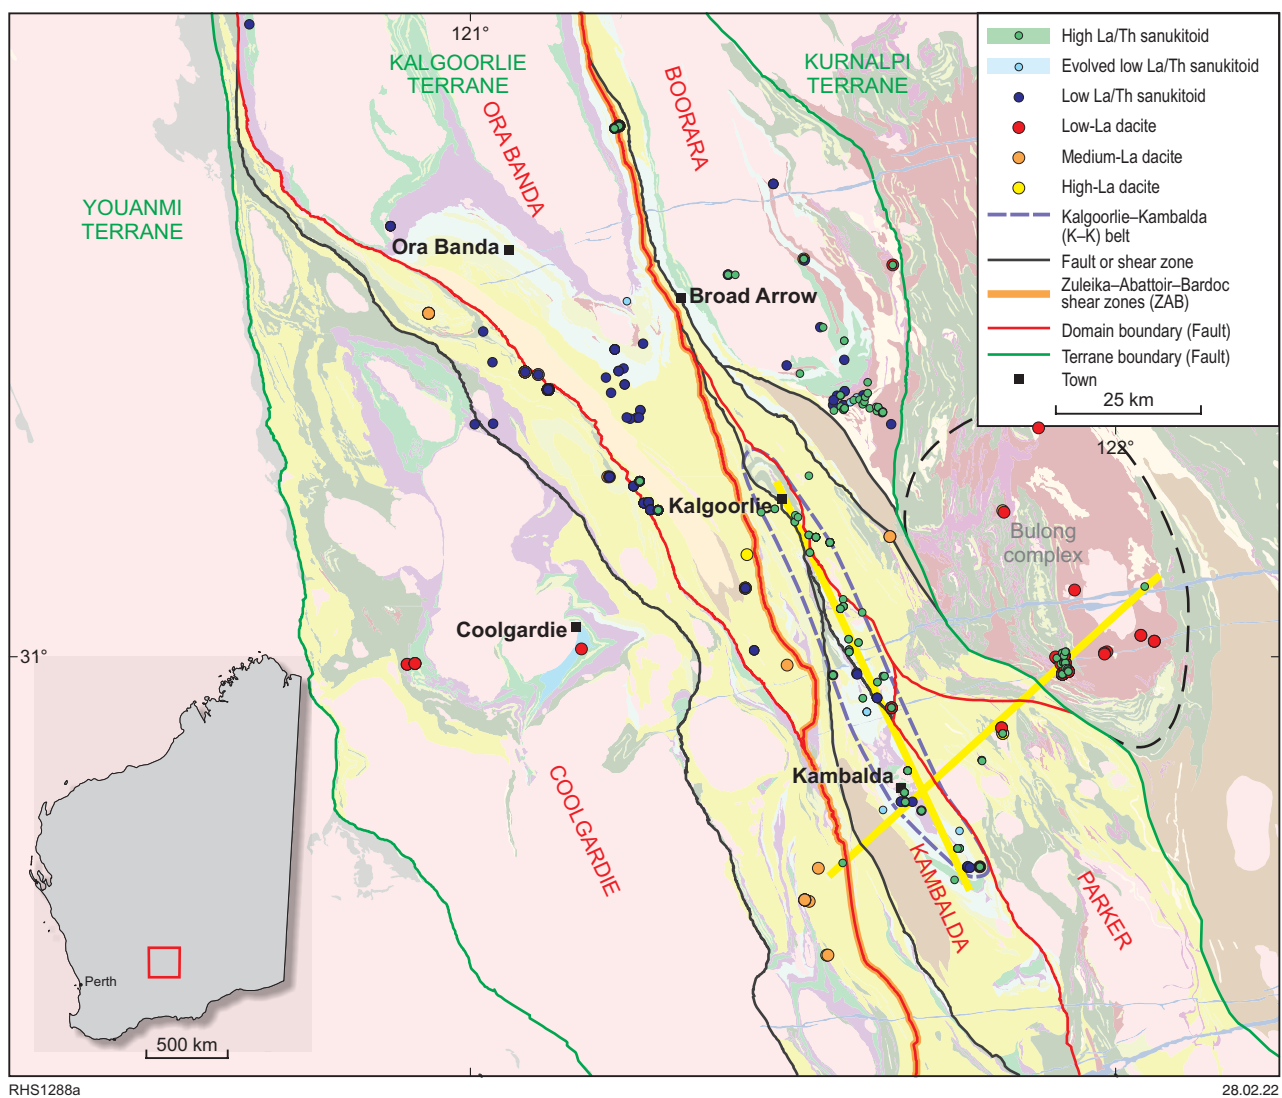 121°
KALGOORLIE
TERRANE
KURNALPI
TERRANE
BOORARA
ORA BANDA
YOUANMI
TERRANE
Ora Banda
Broad Arrow
Kalgoorlie
Coolgardie
Kambalda
Bulong
complex
122°
31°
COOLGARDIE
KAMBALDA
PARKER
High La/Th sanukitoid
Evolved low La/Th sanukitoid
Low La/Th sanukitoid
Low-La dacite
Medium-La dacite
High-La dacite
Kalgoorlie–Kambalda
(K–K) belt
Fault or shear zone
Zuleika–Abattoir–Bardoc
shear zones (ZAB)
Domain boundary (Fault)
Terrane boundary (Fault)
Town
25 km
Perth
500 km
RHS1288a
28.02.22